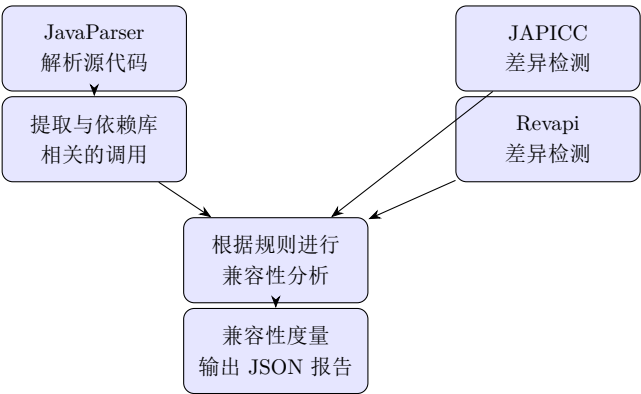 JavaParser
解析源代码
提取与依赖库
相关的调用
JAPICC
差异检测
Revapi
差异检测
根据规则进行
兼容性分析
兼容性度量
输出 JSON 报告